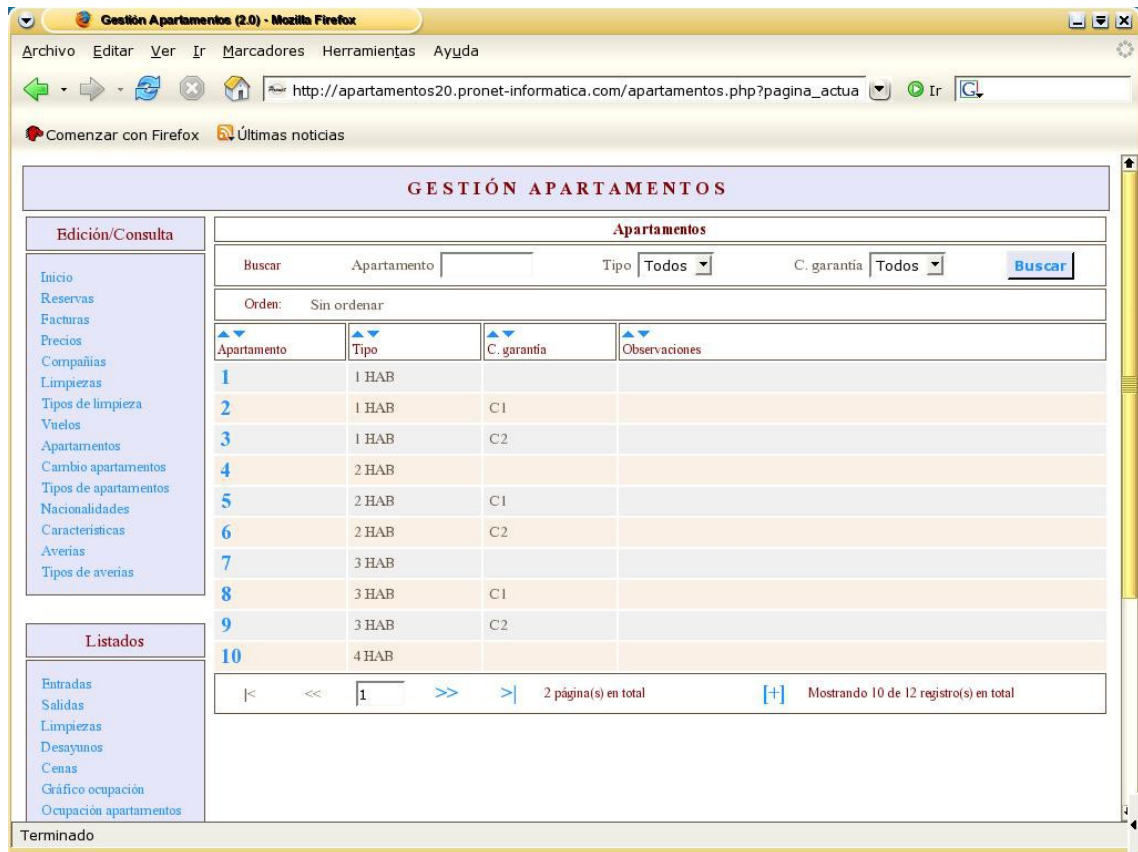 Gestión Apartamentos (2.0) - Mozilla Firefox
Archivo Editar Ver Ir Marcadores Herramientas Ayuda
http://apartamentos20.pronet-informatica.com/apartamentos.php?pagina_actua Ir
Comenzar con Firefox Últimas noticias
GESTIÓN APARTAMENTOS
Edición/Consulta
Inicio
Reservas
Facturas
Precios
Compañias
Limpiezas
Tipos de limpieza
Vuelos
Apartamentos
Cambio apartamentos
Tipos de apartamentos
Nacionalidades
Caracteristicas
Averias
Tipos de averias
Listados
Entradas
Salidas
Limpiezas
Desayunos
Cenas
Gráfico ocupación
Ocupación apartamentos
Apartamentos
Buscar Apartamento Tipo Todos C. garantía Todos Buscar
Orden: Sin ordenar
Apartamento Tipo C. garantía Observaciones
1 1 HAB
2 1 HAB C1
3 1 HAB C2
4 2 HAB
5 2 HAB C1
6 2 HAB C2
7 3 HAB
8 3 HAB C1
9 3 HAB C2
10 4 HAB
|< << 1 >> >| 2 página(s) en total [+] Mostrando 10 de 12 registro(s) en total
Terminado